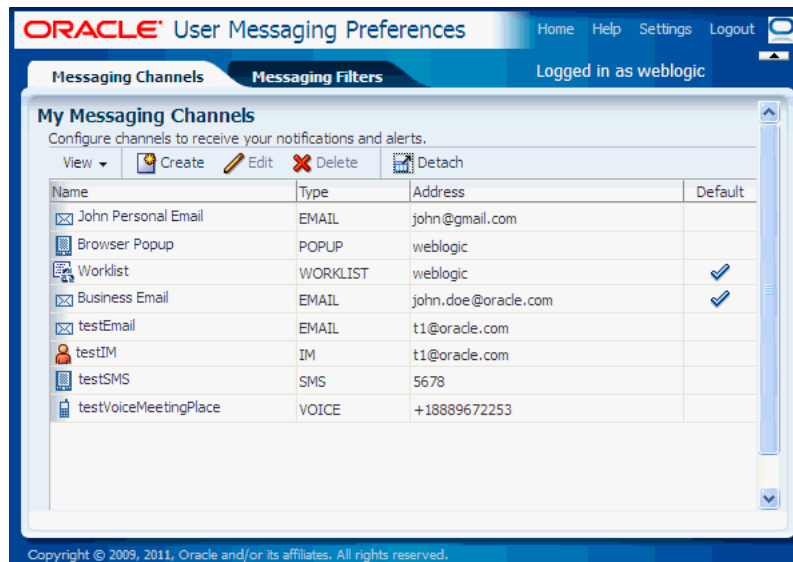 ORACLE User Messaging Preferences Home Help Settings Logout
Messaging Channels Messaging Filters Logged in as weblogic
My Messaging Channels
Configure channels to receive your notifications and alerts.
View Create Edit Delete Detach
Name Type Address Default
John Personal Email EMAIL john@gmail.com
Browser Popup POPUP weblogic
Worklist WORKLIST weblogic
Business Email EMAIL john.doe@oracle.com
testEmail EMAIL t1@oracle.com
testIM IM t1@oracle.com
testSMS SMS 5678
testVoiceMeetingPlace VOICE +18889672253
Copyright © 2009, 2011, Oracle and/or its affiliates. All rights reserved.